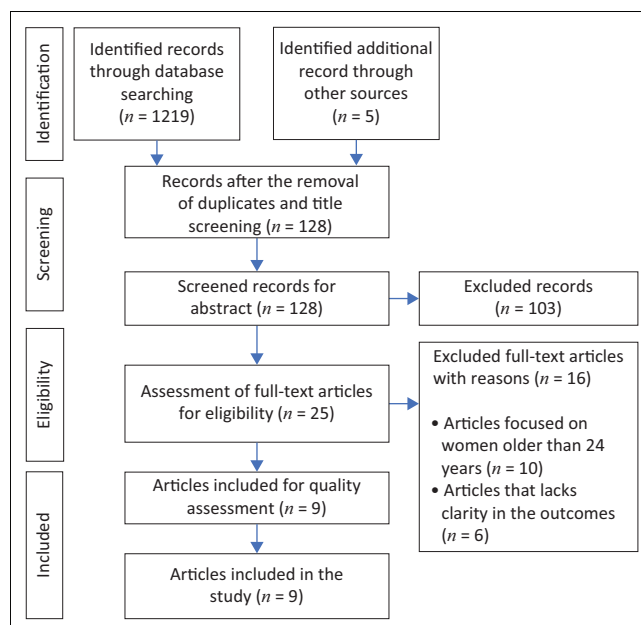 Identification
Identified records
through database
searching
(n = 1219)
Identified additional
record through
other sources
(n = 5)
Screening
Records after the removal
of duplicates and title
screening (n = 128)
Screened records for
abstract (n = 128)
Excluded records
(n = 103)
Eligibility
Assessment of full-text articles
for eligibility (n = 25)
Excluded full-text articles
with reasons (n = 16)
• Articles focused on
women older than 24
years (n = 10)
• Articles that lacks
clarity in the outcomes
(n = 6)
Included
Articles included for quality
assessment (n = 9)
Articles included in the
study (n = 9)